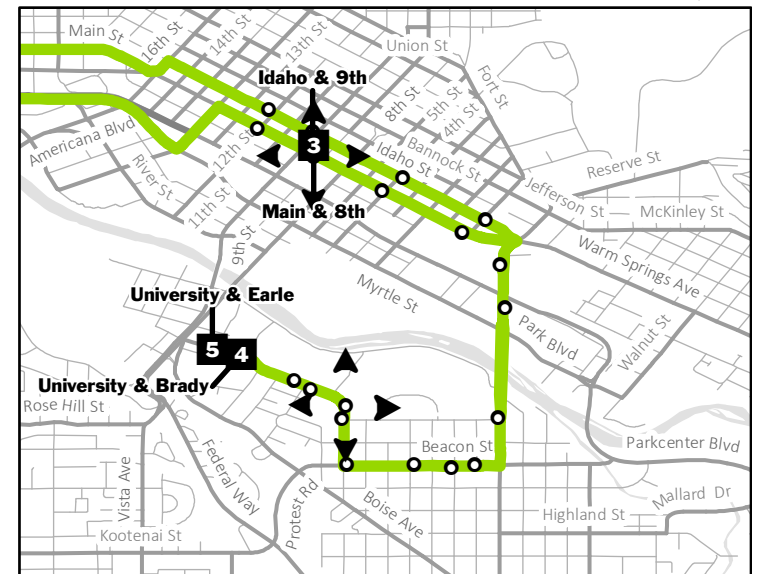 Main St
16th St
14th St
13th St
Union St
Idaho & 9th
Fort St
8th St
5th St
4th St
Americana Blvd
12th St
3
Idaho St
Bannock St
Reserve St
River St
11th St
Main & 8th
Jefferson St
McKinley St
9th St
Warm Springs Ave
University & Earle
Myrtle St
Park Blvd
Walnut St
5
4
University & Brady
Rose Hill St
Beacon St
Parkcenter Blvd
Vista Ave
Federal Way
Protest Rd
Boise Ave
Mallard Dr
Highland St
Kootenai St